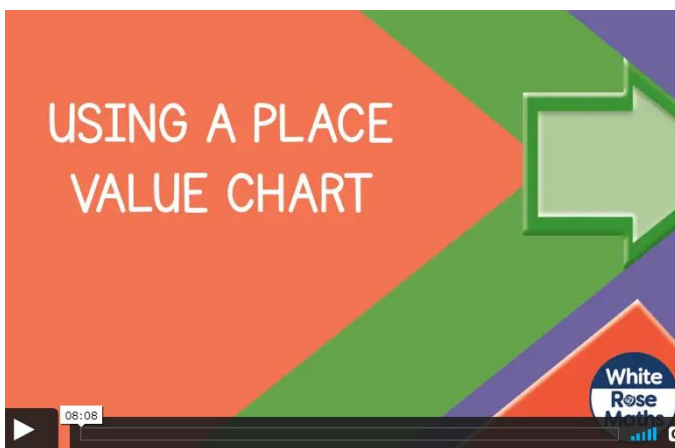 USING A PLACE
VALUE CHART
White
Rose
Maths
08:08